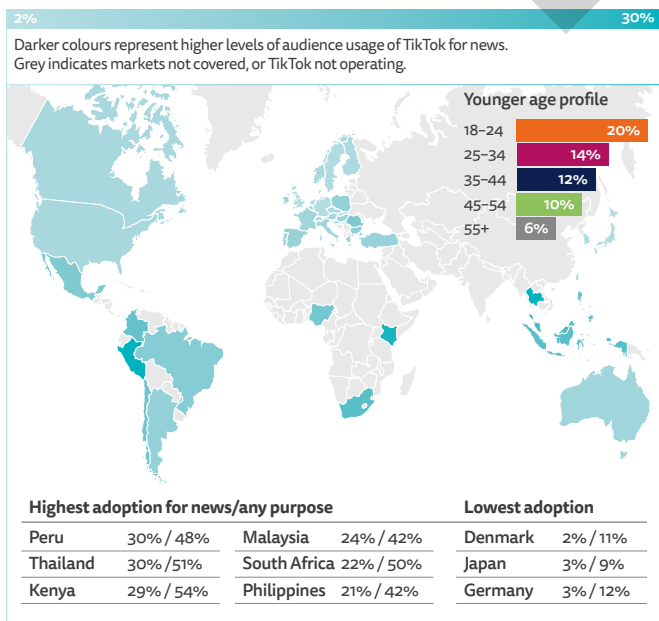 2% 30%
Darker colours represent higher levels of audience usage of TikTok for news.
Grey indicates markets not covered, or TikTok not operating.
Younger age profile
18–24 20%
25–34 14%
35–44 12%
45–54 10%
55+ 6%
Highest adoption for news/any purpose
Peru 30% / 48%
Thailand 30% /51%
Kenya 29% / 54%
Malaysia 24% / 42%
South Africa 22% / 50%
Philippines 21% / 42%
Lowest adoption
Denmark 2% / 11%
Japan 3% / 9%
Germany 3% / 12%